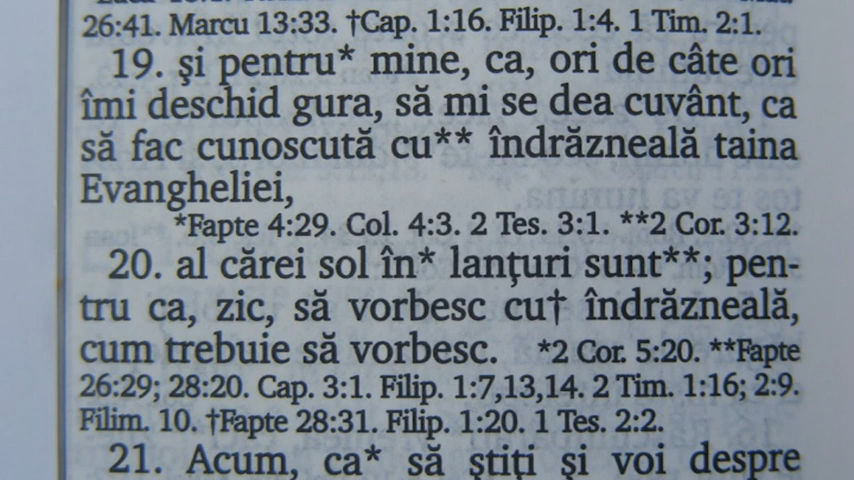 26:41. Marcu 13:33. †Cap. 1:16. Filip. 1:4. 1 Tim. 2:1.
19. şi pentru* mine, ca, ori de câte ori
îmi deschid gura, să mi se dea cuvânt, ca
să fac cunoscută cu** îndrăzneală taina
Evangheliei,
*Fapte 4:29. Col. 4:3. 2 Tes. 3:1. **2 Cor. 3:12.
20. al cărei sol în* lanţuri sunt**; pen-
tru ca, zic, să vorbesc cu† îndrăzneală,
cum trebuie să vorbesc. *2 Cor. 5:20. **Fapte
26:29; 28:20. Cap. 3:1. Filip. 1:7,13,14. 2 Tim. 1:16; 2:9.
Filim. 10. †Fapte 28:31. Filip. 1:20. 1 Tes. 2:2.
21. Acum, ca* să ştiţi şi voi despre